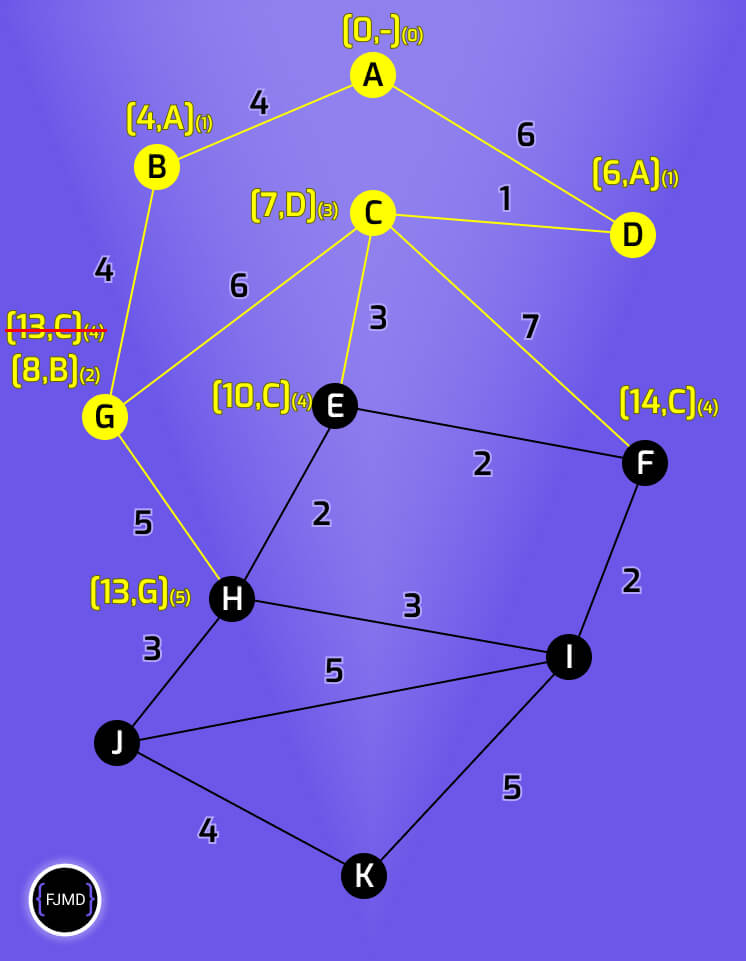 [0,-](0)
A
4
[4,A](1)
6
B
[6,A](1)
[7,D](3)
C
1
D
4
6
3
7
[13,C](4)
[8,B](2)
G
[10,C](4)
E
[14,C](4)
2
F
5
2
2
[13,G](5)
H
3
3
5
I
J
5
4
K
{FJMD}